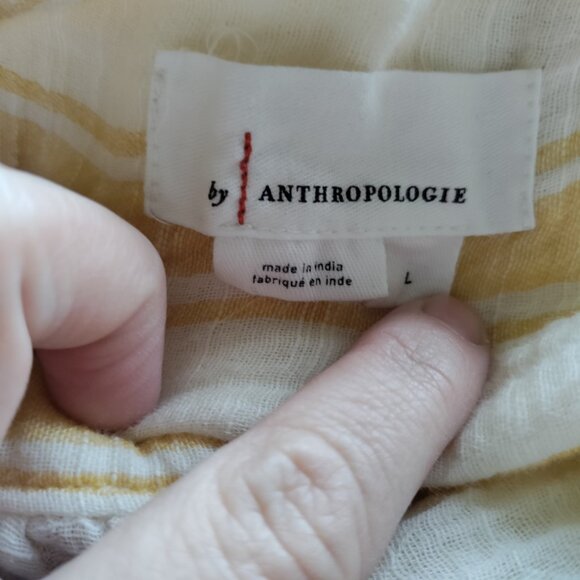 by ANTHROPOLOGIE
made in india
fabriqué en inde
L